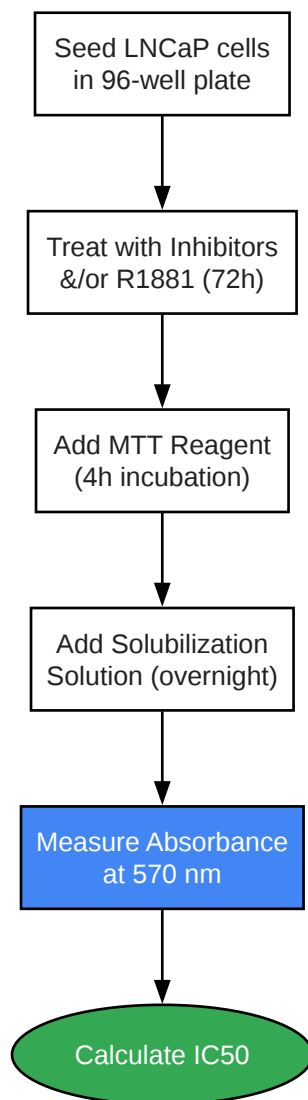 Seed LNCaP cells
in 96-well plate
Treat with Inhibitors
&/or R1881 (72h)
Add MTT Reagent
(4h incubation)
Add Solubilization
Solution (overnight)
Measure Absorbance
at 570 nm
Calculate IC50